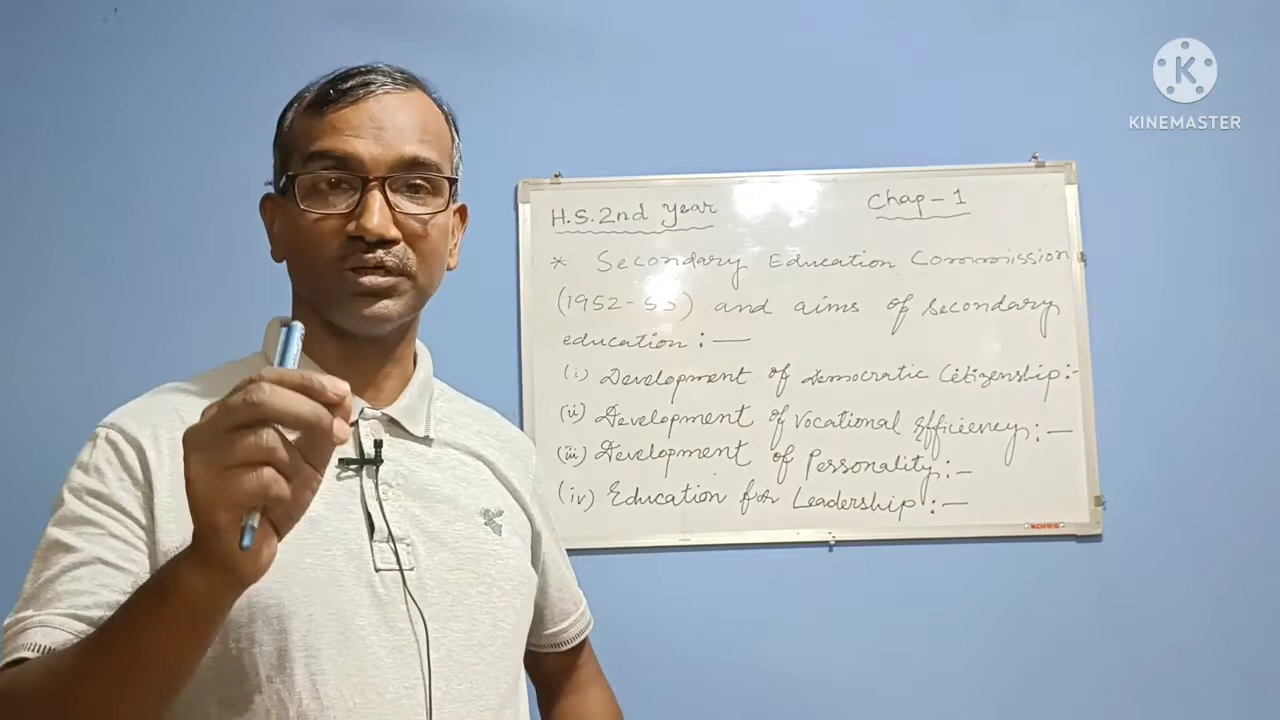 K
KINEMASTER
H.S. 2nd Year
Chap - 1
* Secondary Education Commission
(1952-53) and aims of secondary
education : —
(i) Development of Democratic Citizenship:-
(ii) Development of Vocational Efficiency: —
(iii) Development of Personality: —
(iv) Education for Leadership: —
kores